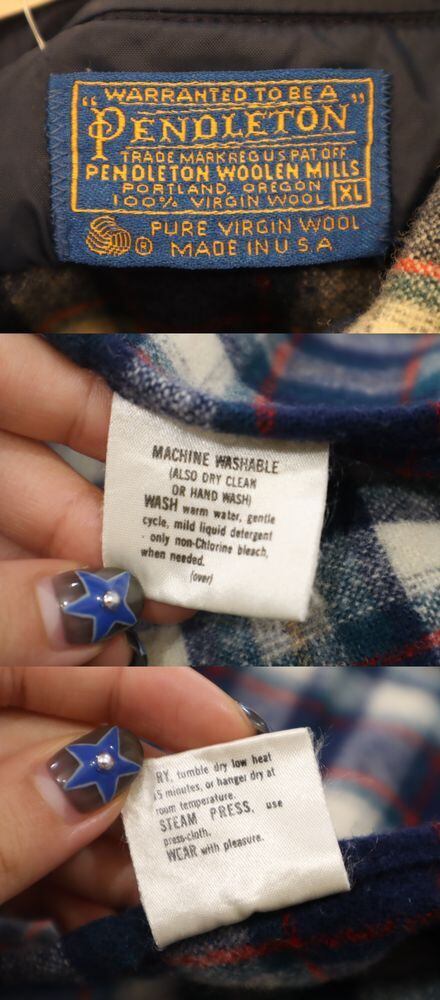 "WARRANTED TO BE A"
PENDLETON
TRADE MARK REG US PAT OFF
PENDLETON WOOLEN MILLS
PORTLAND, OREGON
100% VIRGIN WOOL XL
® PURE VIRGIN WOOL
MADE IN U.S.A
MACHINE WASHABLE
(ALSO DRY CLEAN
OR HAND WASH)
WASH warm water, gentle
cycle, mild liquid detergent
- only non-Chlorine bleach,
when needed.
(over)
RY, tumble dry low heat
5 minutes, or hanger dry at
room temperature.
STEAM PRESS, use
press-cloth.
WEAR with pleasure.